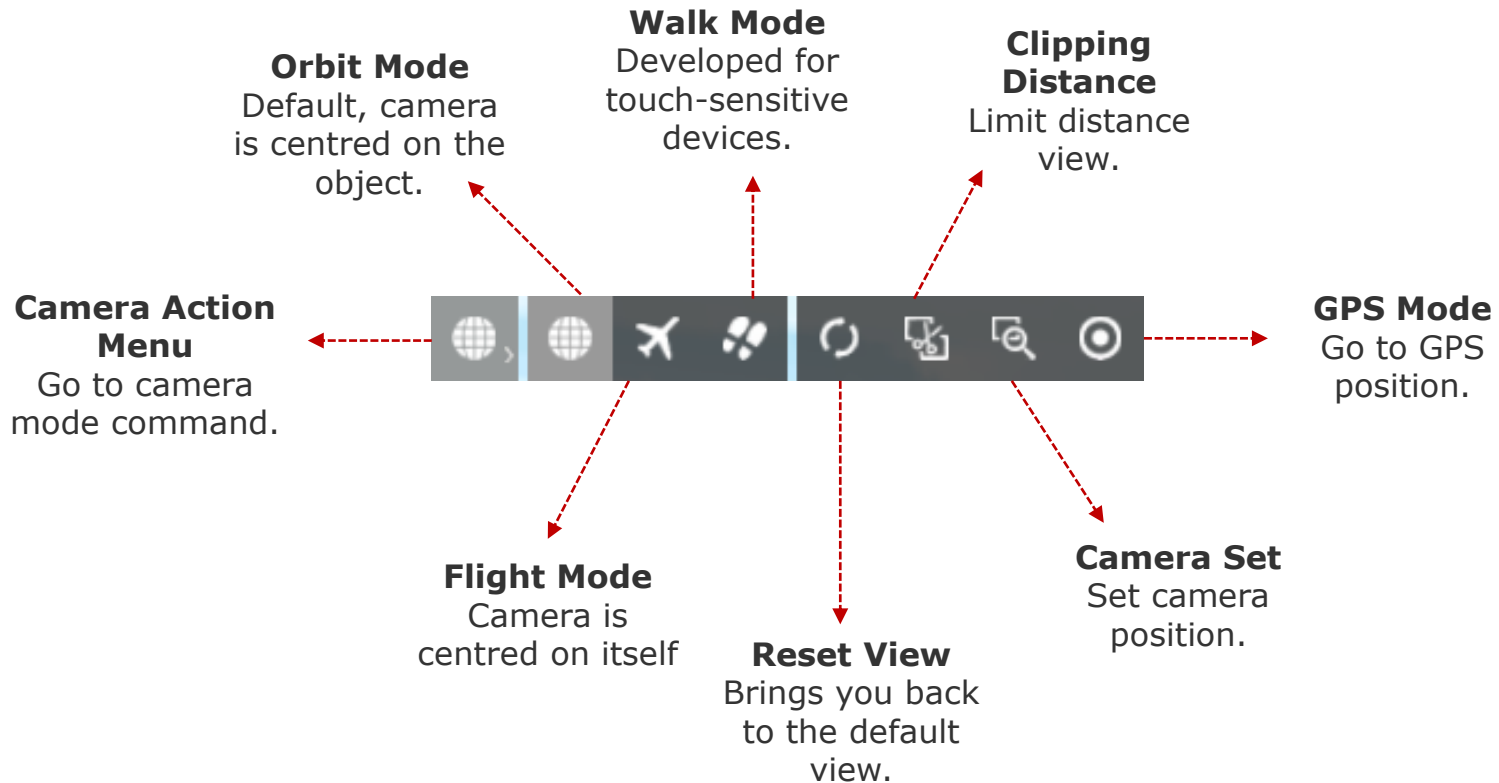 Walk Mode
Developed for
touch-sensitive
devices.
Clipping
Distance
Limit distance
view.
Orbit Mode
Default, camera
is centred on the
object.
Camera Action
Menu
Go to camera
mode command.
GPS Mode
Go to GPS
position.
Flight Mode
Camera is
centred on itself
Reset View
Brings you back
to the default
view.
Camera Set
Set camera
position.